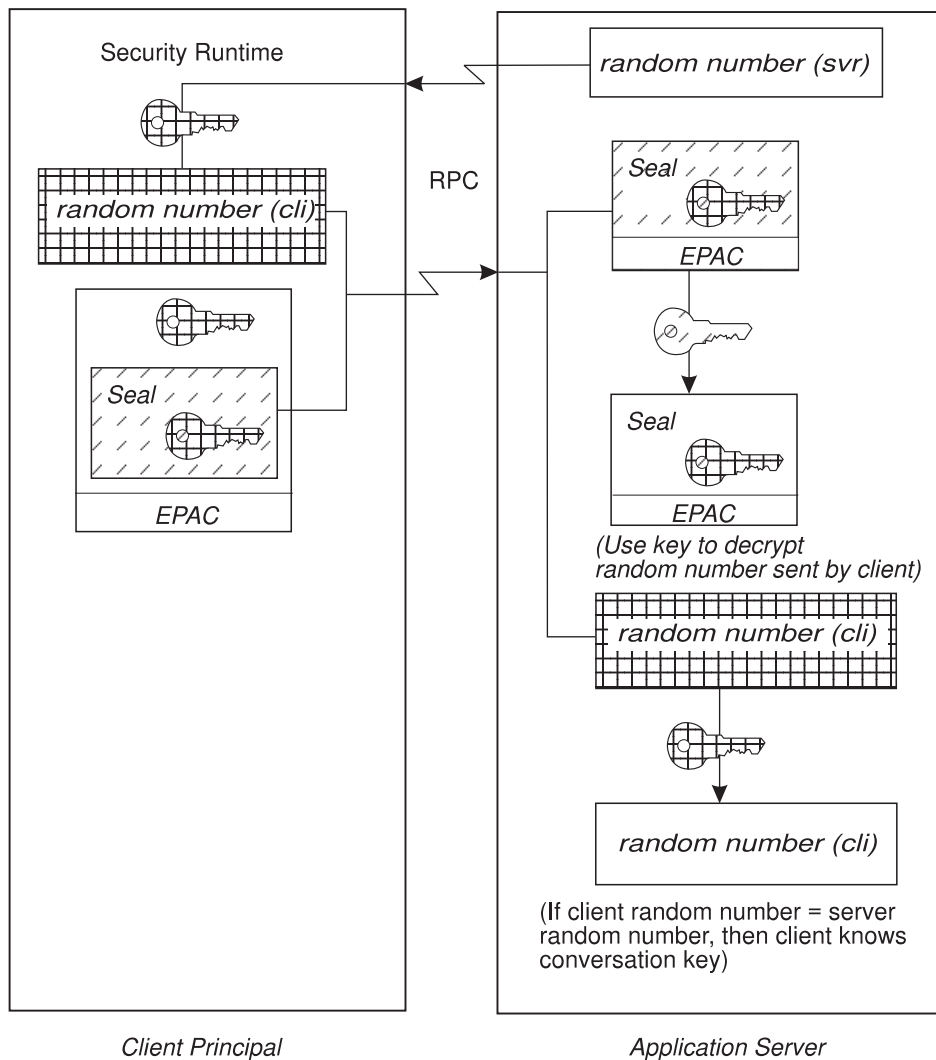 Security Runtime
random number (cli)
Seal
EPAC
RPC
random number (svr)
Seal
EPAC
Seal
EPAC
(Use key to decrypt
random number sent by client)
random number (cli)
random number (cli)
(If client random number = server
random number, then client knows
conversation key)
Client Principal
Application Server